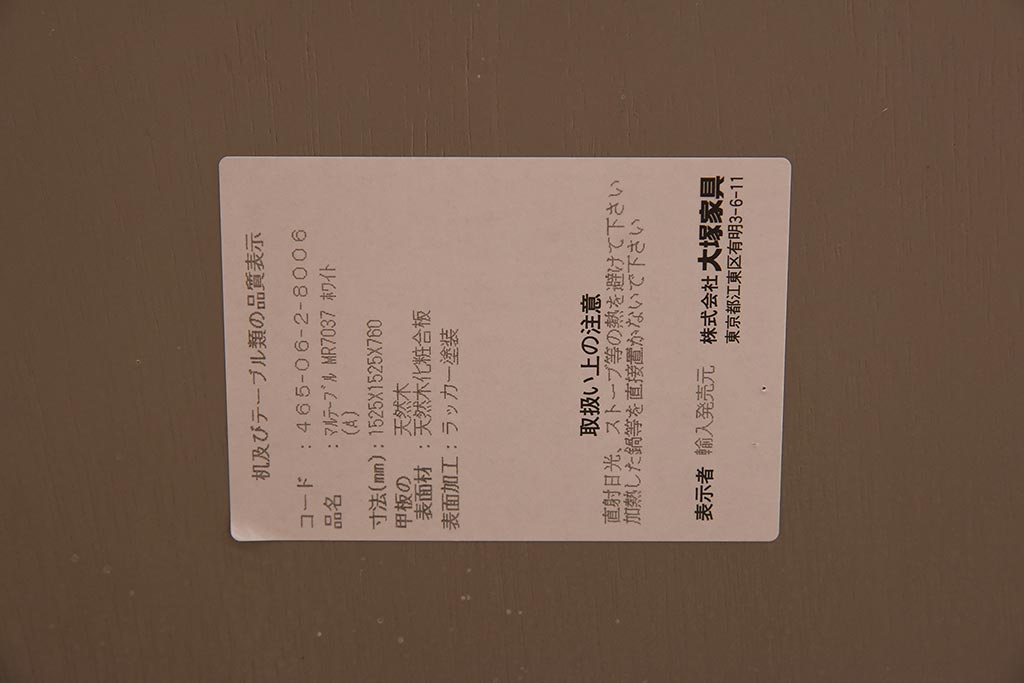 机及びテーブル類の品質表示
コード : 465-06-2-8006
品名 : マルテーブル MR7037 ホワイト
(A)
寸法(mm) : 1525X1525X760
甲板の 天然木
表面材 : 天然木化粧合板
表面加工 : ラッカー塗装
取扱い上の注意
直射日光、ストーブ等の熱を避けて下さい
加熱した鍋等を直接置かないで下さい
表示者 輸入発売元 株式会社 大塚家具
東京都江東区有明3-6-11